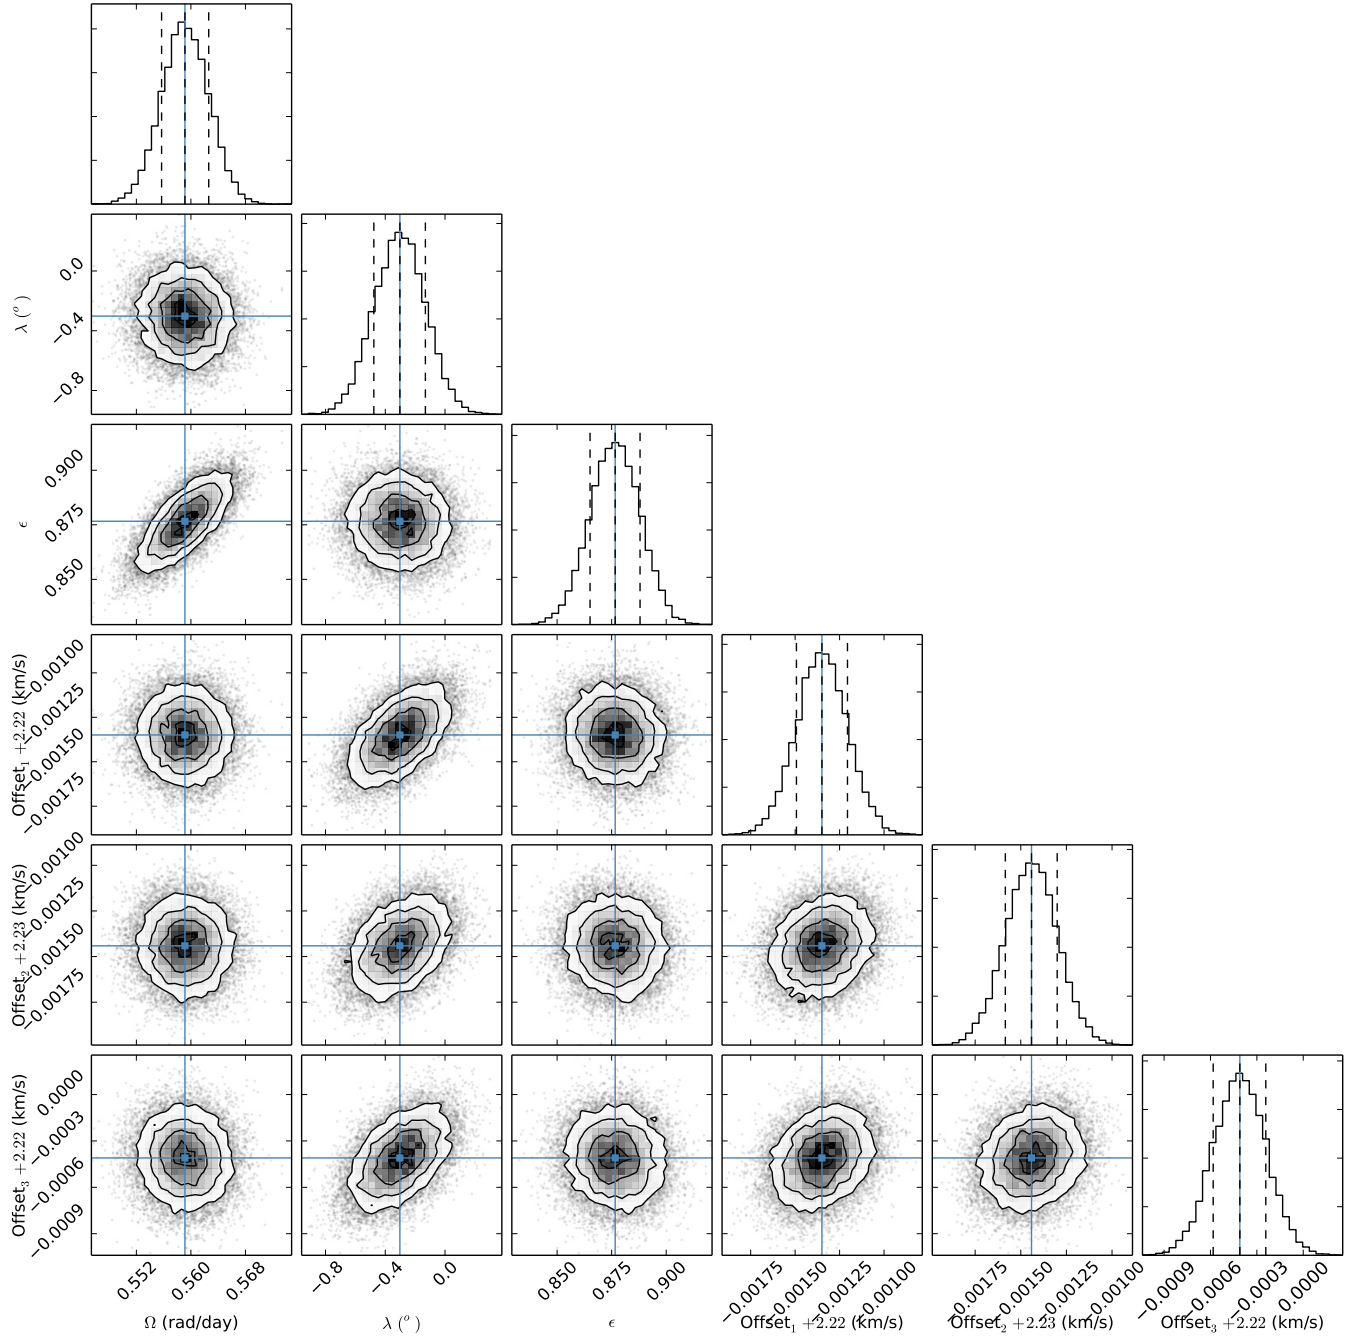 0.0
−0.4
−0.8
λ (°)
0.900
0.875
0.850
ϵ
−0.00100
−0.00125
−0.00150
−0.00175
Offset₁ +2.22 (km/s)
−0.00100
−0.00125
−0.00150
−0.00175
Offset₂ +2.23 (km/s)
0.0000
−0.0003
−0.0006
−0.0009
Offset₃ +2.22 (km/s)
0.552 0.560 0.568
−0.8 −0.4 0.0
0.850 0.875 0.900
−0.00175 −0.00150 −0.00125 −0.00100
−0.00175 −0.00150 −0.00125 −0.00100
−0.0009 −0.0006 −0.0003 0.0000
Ω (rad/day)
λ (°)
ϵ
Offset₁ +2.22 (km/s)
Offset₂ +2.23 (km/s)
Offset₃ +2.22 (km/s)